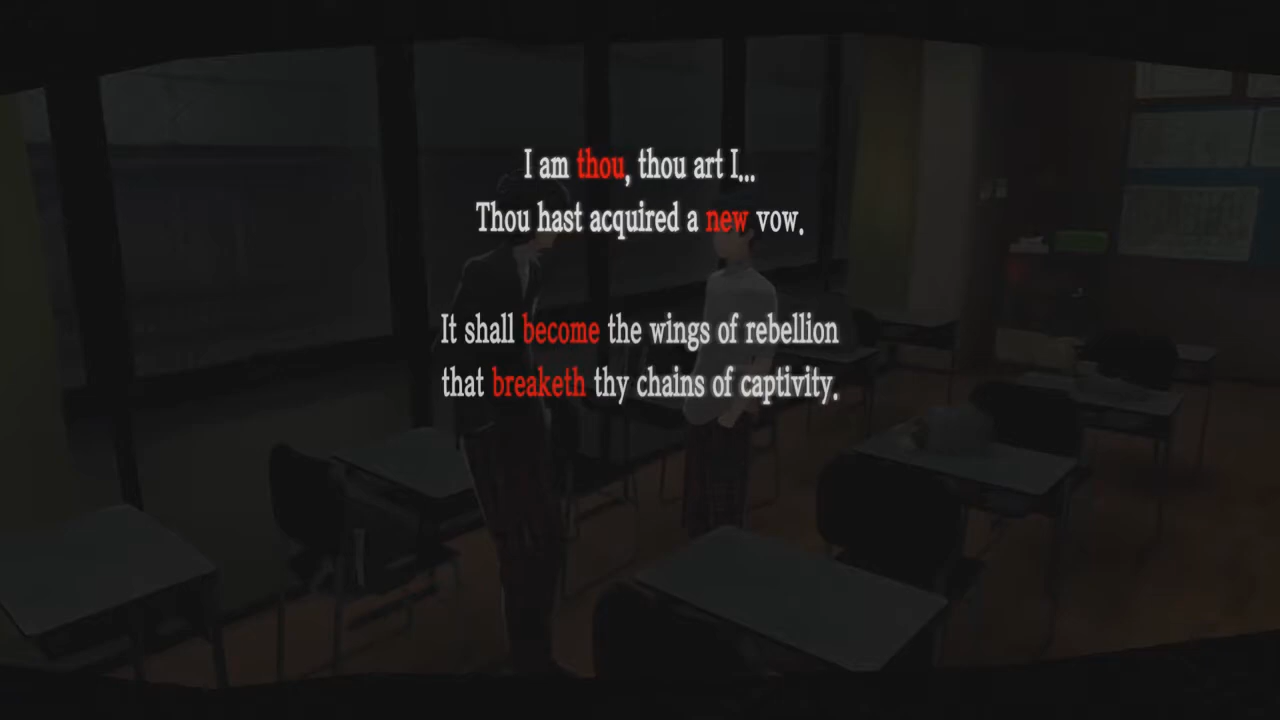 I am thou, thou art I...
Thou hast acquired a new vow.
It shall become the wings of rebellion
that breaketh thy chains of captivity.